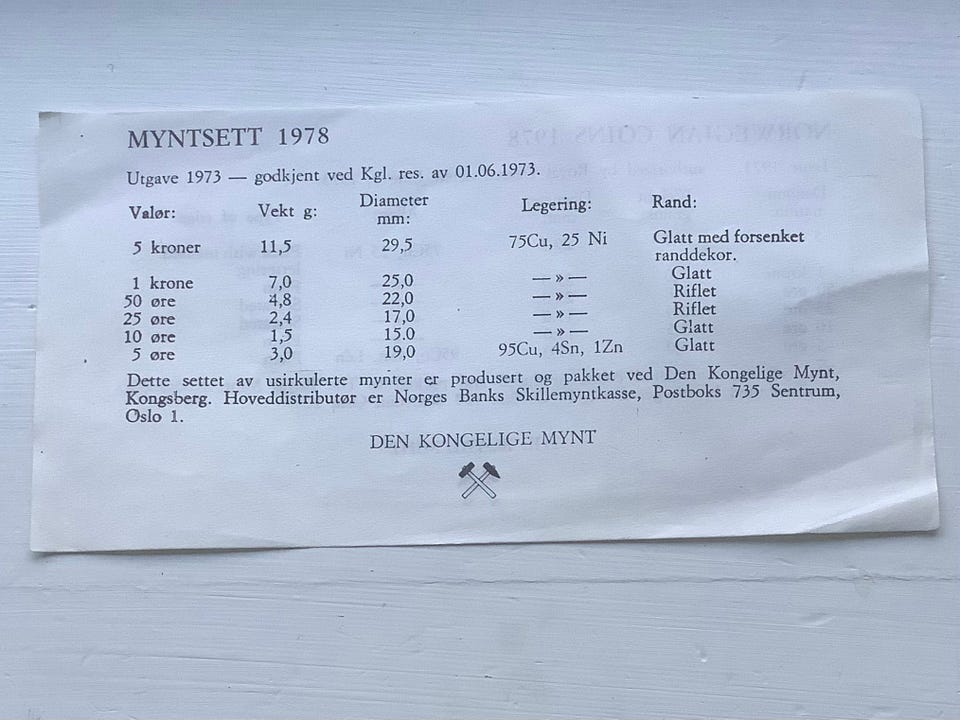 MYNTSETT 1978
Utgave 1973 — godkjent ved Kgl. res. av 01.06.1973.
Valør: Vekt g: Diameter mm: Legering: Rand:
5 kroner 11,5 29,5 75Cu, 25 Ni Glatt med forsenket randdekor.
1 krone 7,0 25,0 — » — Glatt
50 øre 4,8 22,0 — » — Riflet
25 øre 2,4 17,0 — » — Riflet
10 øre 1,5 15.0 — » — Glatt
5 øre 3,0 19,0 95Cu, 4Sn, 1Zn Glatt
Dette settet av usirkulerte mynter er produsert og pakket ved Den Kongelige Mynt,
Kongsberg. Hoveddistributør er Norges Banks Skillemyntkasse, Postboks 735 Sentrum,
Oslo 1.
DEN KONGELIGE MYNT
NORWEGIAN COINS 1978